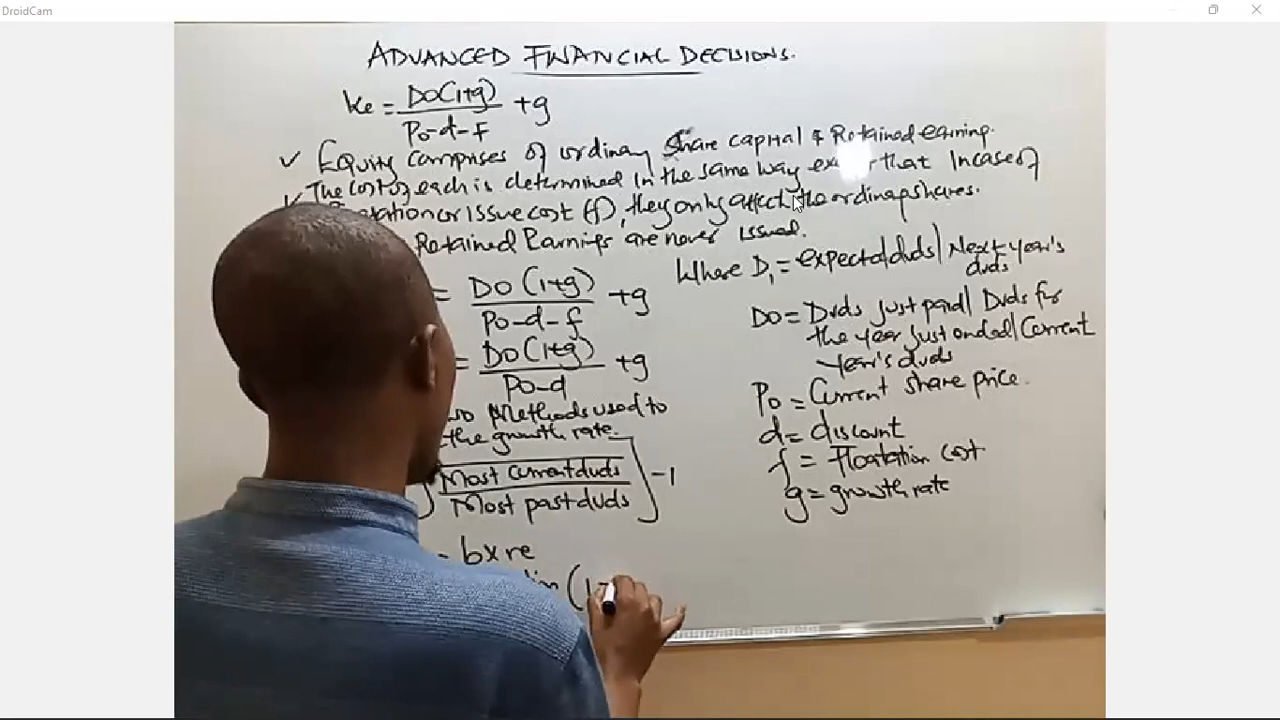 DroidCam
ADVANCED FINANCIAL DECISIONS.
Ke = D0(1+g) / P0-d-F + g
✓ Equity comprises of ordinary share capital & Retained earning.
✓ The cost of each is determined in the same way that Incase of
or issue cost (f), they only affect the ordinary shares.
Retained Earnings are never issued.
= D0(1+g) / P0-d-f + g
= D0(1+g) / P0-d + g
methods used to
the growth rate.
Most current dvds / Most past dvds ] -1
= b x re
(1-
Where D1 = expected dvds / Next year's
dvds
D0 = Dvds just paid / Dvds for
the year just ended / Current
year's dvds
P0 = Current share price.
d = discount
f = Floatation cost
g = growth rate